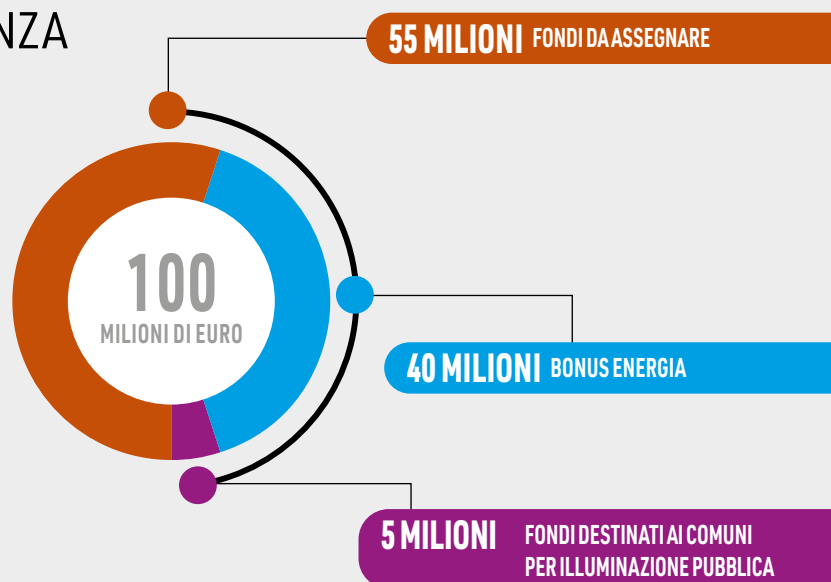 NZA
55 MILIONI FONDI DA ASSEGNARE
100
MILIONI DI EURO
40 MILIONI BONUS ENERGIA
5 MILIONI FONDI DESTINATI AI COMUNI
PER ILLUMINAZIONE PUBBLICA